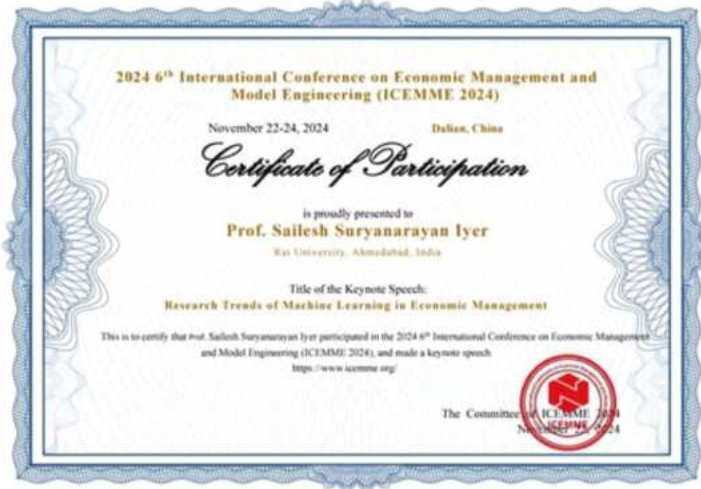 2024 6th International Conference on Economic Management and
Model Engineering (ICEMME 2024)
November 22-24, 2024 Dalian, China
Certificate of Participation
is proudly presented to
Prof. Sailesh Suryanarayan Iyer
Rai University, Ahmedabad, India
Title of the Keynote Speech:
Research Trends of Machine Learning in Economic Management
This is to certify that Prof. Sailesh Suryanarayan Iyer participated in the 2024 6th International Conference on Economic Management
and Model Engineering (ICEMME 2024), and made a keynote speech
https://www.icemme.org/
The Committee of ICEMME 2024
ICEMME
November 2024